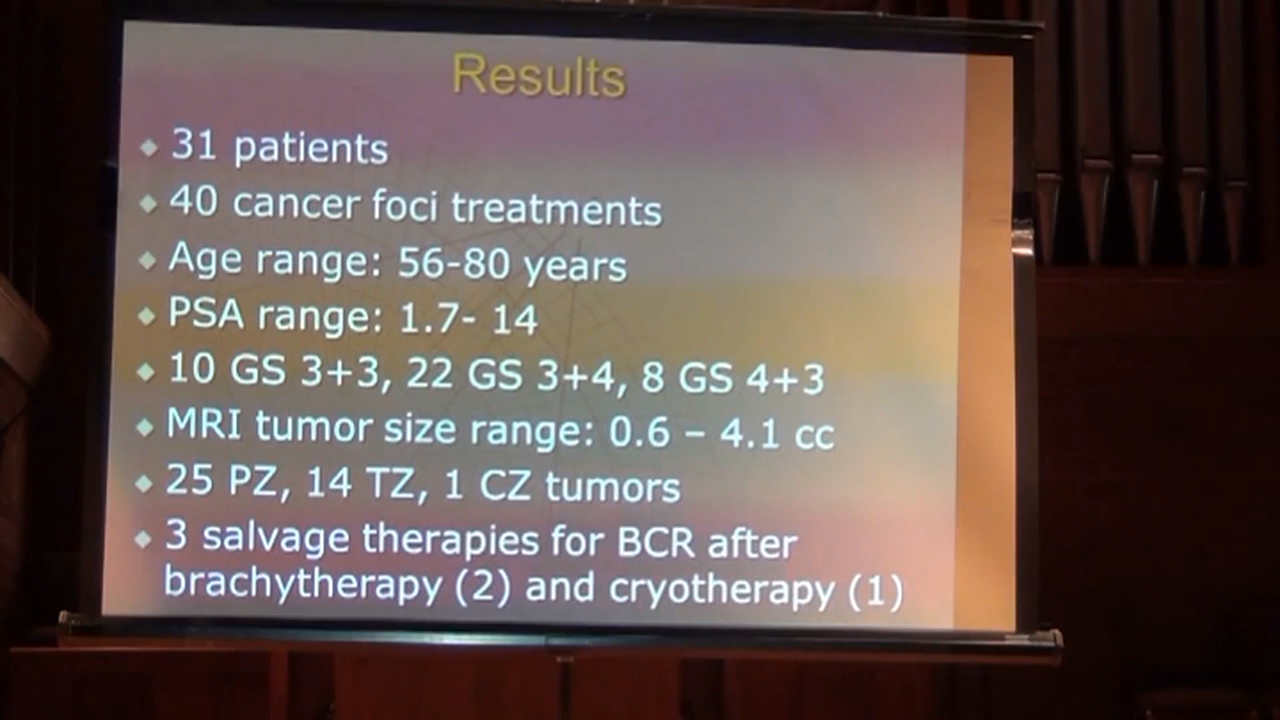 Results
31 patients
40 cancer foci treatments
Age range: 56-80 years
PSA range: 1.7- 14
10 GS 3+3, 22 GS 3+4, 8 GS 4+3
MRI tumor size range: 0.6 – 4.1 cc
25 PZ, 14 TZ, 1 CZ tumors
3 salvage therapies for BCR after
brachytherapy (2) and cryotherapy (1)